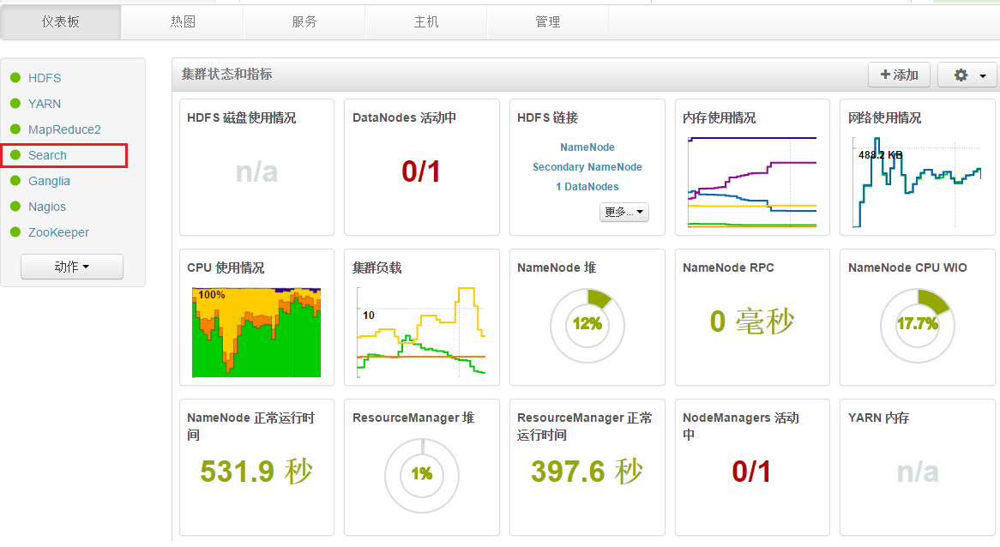 仪表板
热图
服务
主机
管理
HDFS
YARN
MapReduce2
Search
Ganglia
Nagios
ZooKeeper
动作
集群状态和指标
添加
HDFS 磁盘使用情况
n/a
DataNodes 活动中
0/1
HDFS 链接
NameNode
Secondary NameNode
1 DataNodes
更多...
内存使用情况
网络使用情况
488.2 KB
CPU 使用情况
100%
集群负载
10
NameNode 堆
12%
NameNode RPC
0 毫秒
NameNode CPU WIO
17.7%
NameNode 正常运行时
间
531.9 秒
ResourceManager 堆
1%
ResourceManager 正常
运行时间
397.6 秒
NodeManagers 活动
中
0/1
YARN 内存
n/a